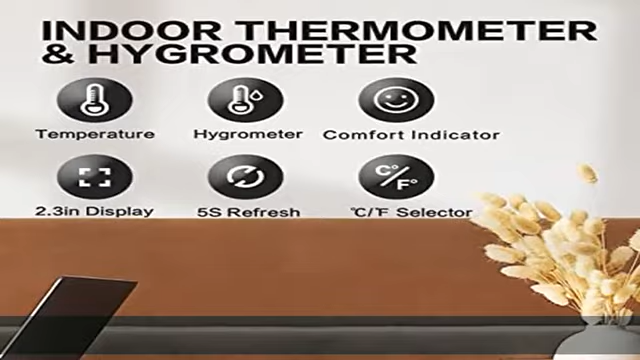 INDOOR THERMOMETER
& HYGROMETER
Temperature
Hygrometer
Comfort Indicator
C°/F°
2.3in Display
5S Refresh
℃/℉ Selector